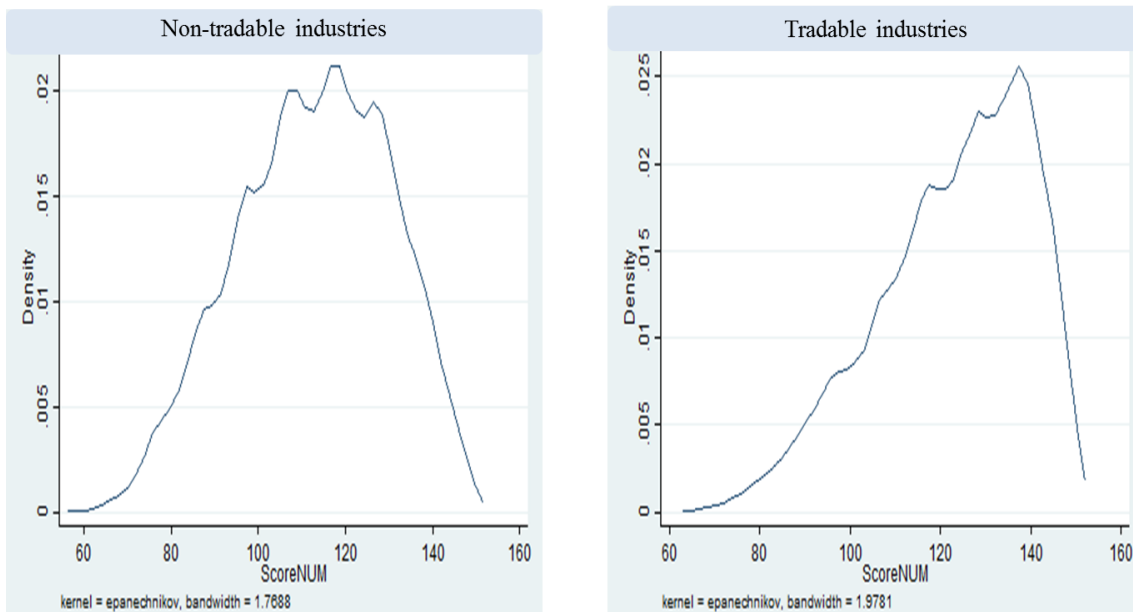 Non-tradable industries
Density
.02
.015
.01
.005
0
60 80 100 120 140 160
ScoreNUM
kernel = epanechnikov, bandwidth = 1.7688
Tradable industries
Density
.025
.02
.015
.01
.005
0
60 80 100 120 140 160
ScoreNUM
kernel = epanechnikov, bandwidth = 1.9781